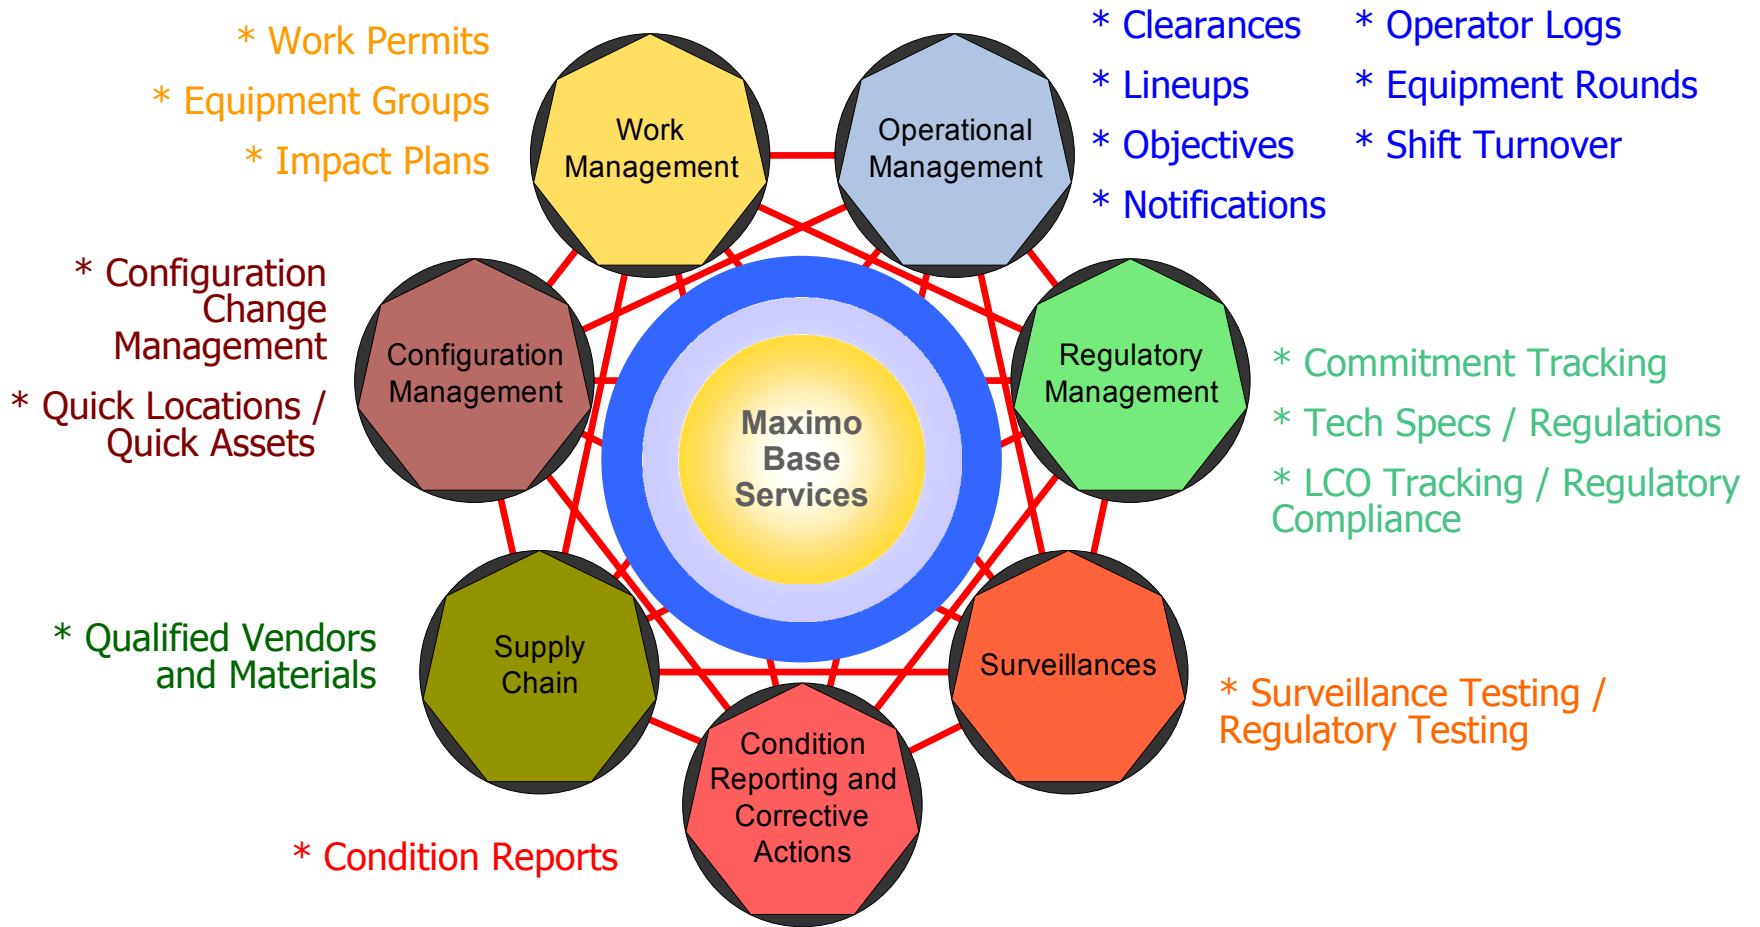 * Work Permits
* Equipment Groups
* Impact Plans
* Clearances
* Lineups
* Objectives
* Notifications
* Operator Logs
* Equipment Rounds
* Shift Turnover
Work
Management
Operational
Management
* Configuration
Change
Management
* Quick Locations /
Quick Assets
Configuration
Management
Maximo
Base
Services
Regulatory
Management
* Commitment Tracking
* Tech Specs / Regulations
* LCO Tracking / Regulatory
Compliance
* Qualified Vendors
and Materials
Supply
Chain
Surveillances
* Surveillance Testing /
Regulatory Testing
Condition
Reporting and
Corrective
Actions
* Condition Reports